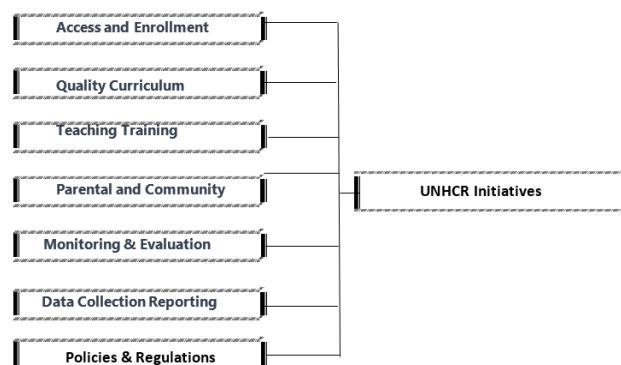 Access and Enrollment
Quality Curriculum
Teaching Training
Parental and Community
UNHCR Initiatives
Monitoring & Evaluation
Data Collection Reporting
Policies & Regulations